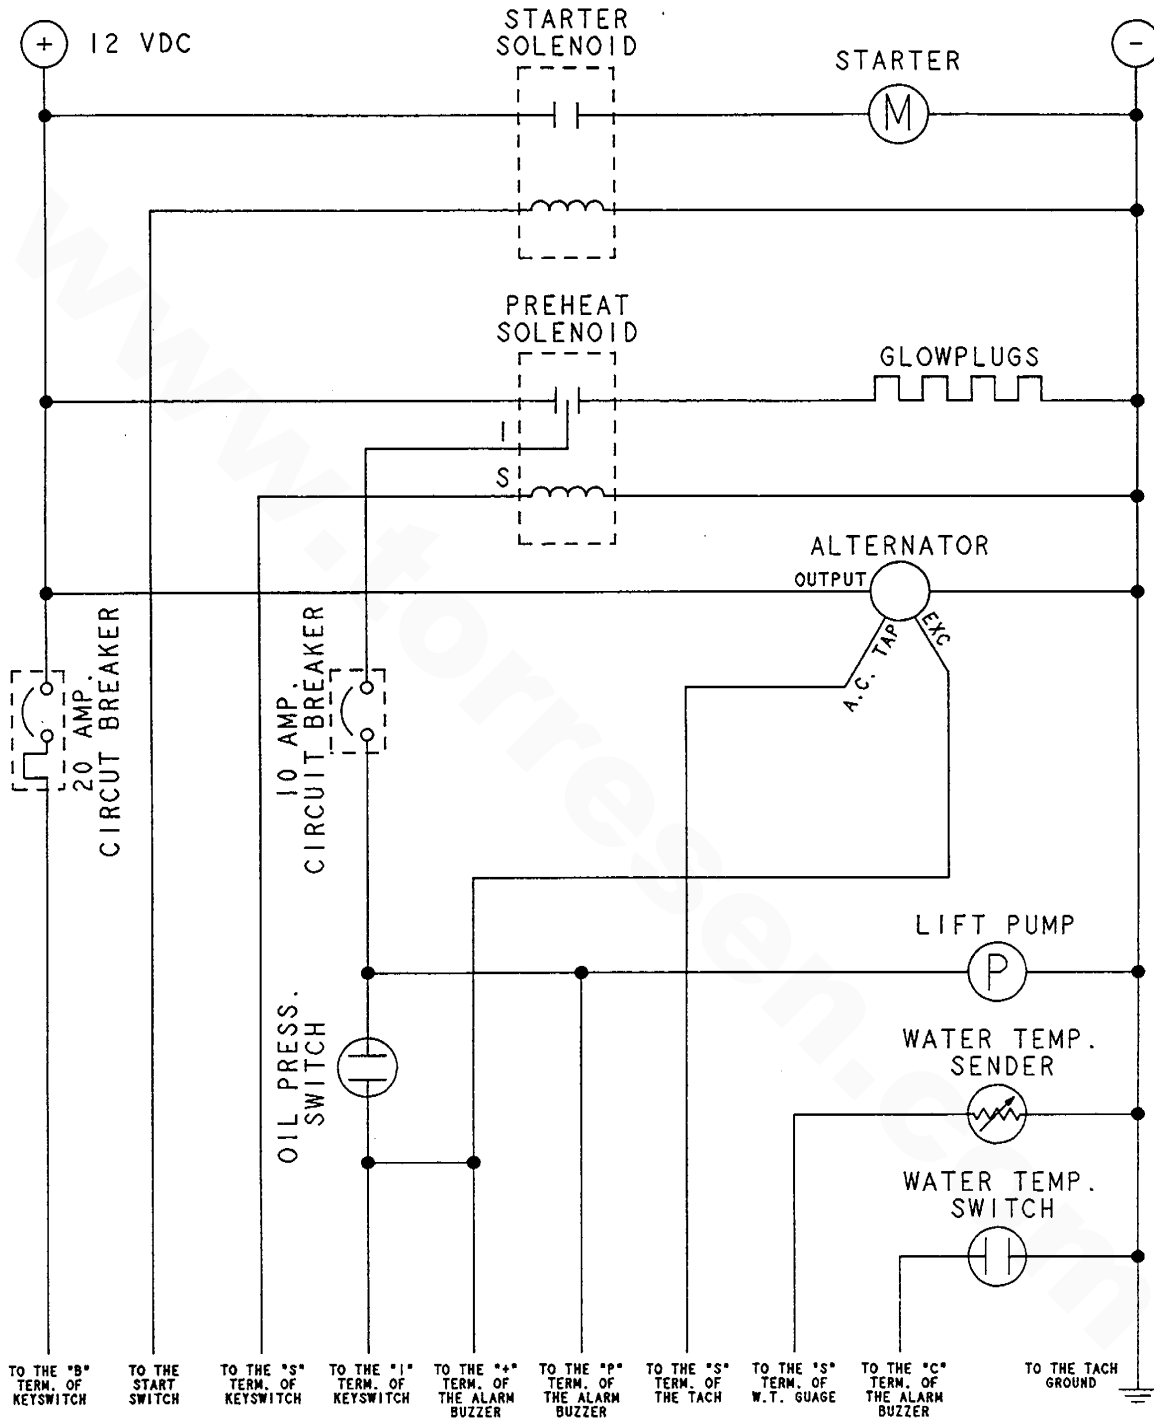 + 12 VDC
STARTER
SOLENOID
-
STARTER
M
PREHEAT
SOLENOID
GLOWPLUGS
I
S
ALTERNATOR
OUTPUT
A.C. TAP
EXC
20 AMP.
CIRCUT BREAKER
10 AMP.
CIRCUIT BREAKER
LIFT PUMP
P
OIL PRESS.
SWITCH
WATER TEMP.
SENDER
WATER TEMP.
SWITCH
TO THE "B"
TERM. OF
KEYSWITCH
TO THE
START
SWITCH
TO THE "S"
TERM. OF
KEYSWITCH
TO THE "I"
TERM. OF
KEYSWITCH
TO THE "+"
TERM. OF
THE ALARM
BUZZER
TO THE "P"
TERM. OF
THE ALARM
BUZZER
TO THE "S"
TERM. OF
THE TACH
TO THE "S"
TERM. OF
W.T. GUAGE
TO THE "C"
TERM. OF
THE ALARM
BUZZER
TO THE TACH
GROUND
www.torresen.com